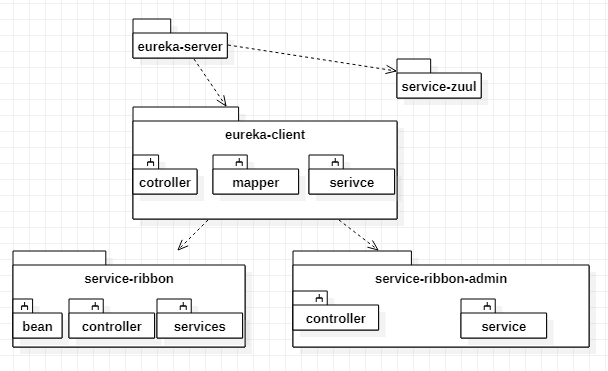 eureka-server
service-zuul
eureka-client
cotroller
mapper
serivce
service-ribbon
bean
controller
services
service-ribbon-admin
controller
service